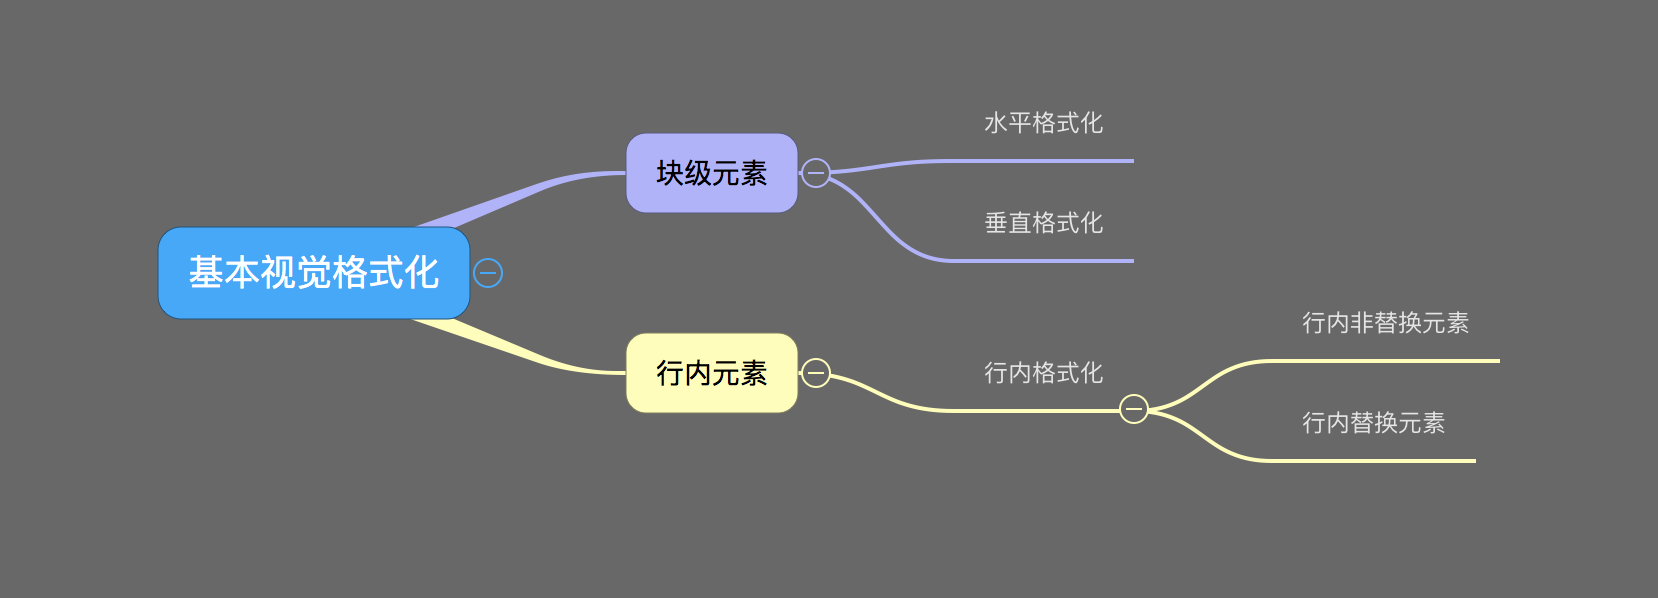 基本视觉格式化
块级元素
水平格式化
垂直格式化
行内元素
行内格式化
行内非替换元素
行内替换元素